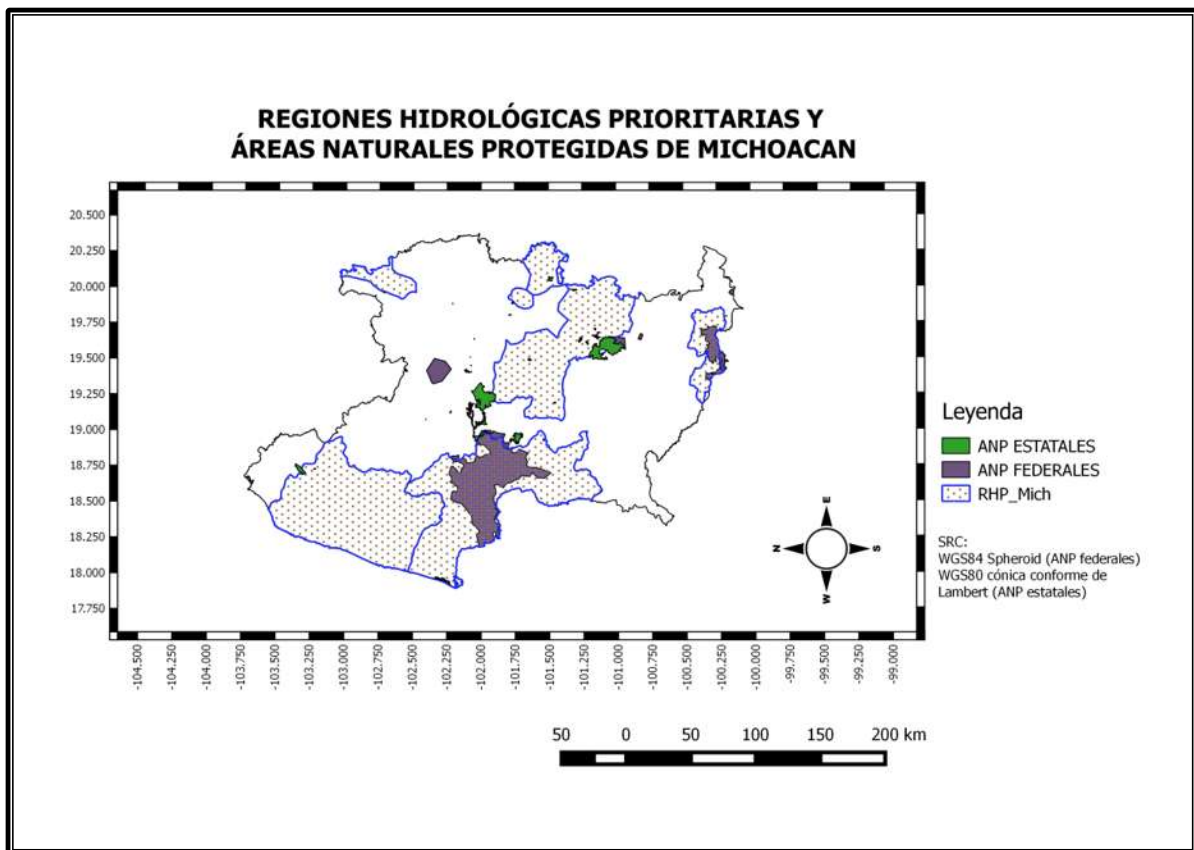 REGIONES HIDROLÓGICAS PRIORITARIAS Y
ÁREAS NATURALES PROTEGIDAS DE MICHOACAN
20.500
20.250
20.000
19.750
19.500
19.250
19.000
18.750
18.500
18.250
18.000
17.750
-104.500
-104.250
-104.000
-103.750
-103.500
-103.250
-103.000
-102.750
-102.500
-102.250
-102.000
-101.750
-101.500
-101.250
-101.000
-100.750
-100.500
-100.250
-100.000
-99.750
-99.500
-99.250
-99.000
Leyenda
ANP ESTATALES
ANP FEDERALES
RHP_Mich
E
N
S
W
SRC:
WGS84 Spheroid (ANP federales)
WGS80 cónica conforme de
Lambert (ANP estatales)
50 0 50 100 150 200 km